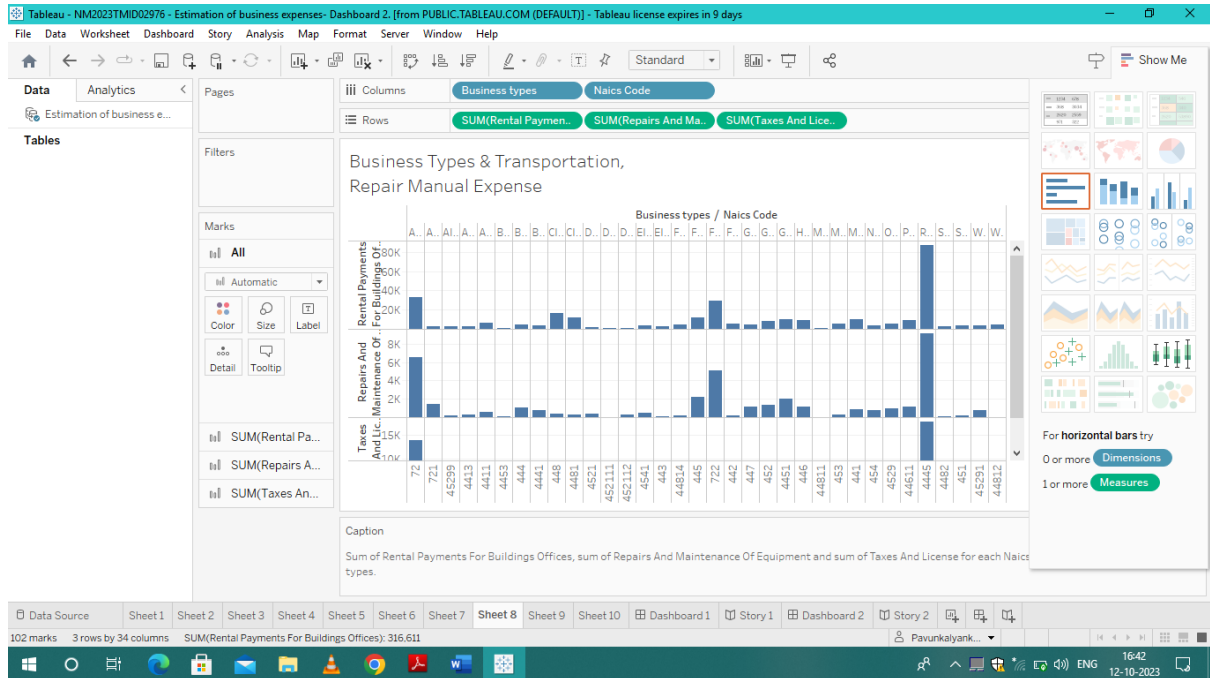 Tableau - NM2023TMID02976 - Estimation of business expenses- Dashboard 2. [from PUBLIC.TABLEAU.COM (DEFAULT)] - Tableau license expires in 9 days
File Data Worksheet Dashboard Story Analysis Map Format Server Window Help
Standard
Show Me
Data Analytics
Estimation of business e...
Tables
Pages
Filters
Marks
All
Automatic
Color Size Label
Detail Tooltip
SUM(Rental Pa...
SUM(Repairs A...
SUM(Taxes An...
Columns Business types Naics Code
Rows SUM(Rental Paymen.. SUM(Repairs And Ma.. SUM(Taxes And Lice..
Business Types & Transportation,
Repair Manual Expense
Business types / Naics Code
A.. A.. Al.. A.. A.. B.. B.. B.. Cl.. Cl.. D.. D.. D.. El.. El.. F.. F.. F.. F.. G.. G.. G.. H.. M.. M.. M.. N.. O.. P.. R.. S.. S.. W.. W..
Rental Payments
For Buildings Of..
80K
60K
40K
20K
Repairs And
Maintenance Of..
8K
6K
4K
2K
Taxes
And Lic..
15K
10K
72 721 45299 4413 4411 4453 444 4441 448 4481 4521 452111 452112 4541 443 44814 445 722 442 447 452 4451 446 44811 453 441 454 4529 44611 4445 4482 451 45291 44812
Caption
Sum of Rental Payments For Buildings Offices, sum of Repairs And Maintenance Of Equipment and sum of Taxes And License for each Naics
types.
For horizontal bars try
0 or more Dimensions
1 or more Measures
Data Source Sheet 1 Sheet 2 Sheet 3 Sheet 4 Sheet 5 Sheet 6 Sheet 7 Sheet 8 Sheet 9 Sheet 10 Dashboard 1 Story 1 Dashboard 2 Story 2
102 marks 3 rows by 34 columns SUM(Rental Payments For Buildings Offices): 316,611
Pavunkalyank...
ENG
16:42
12-10-2023